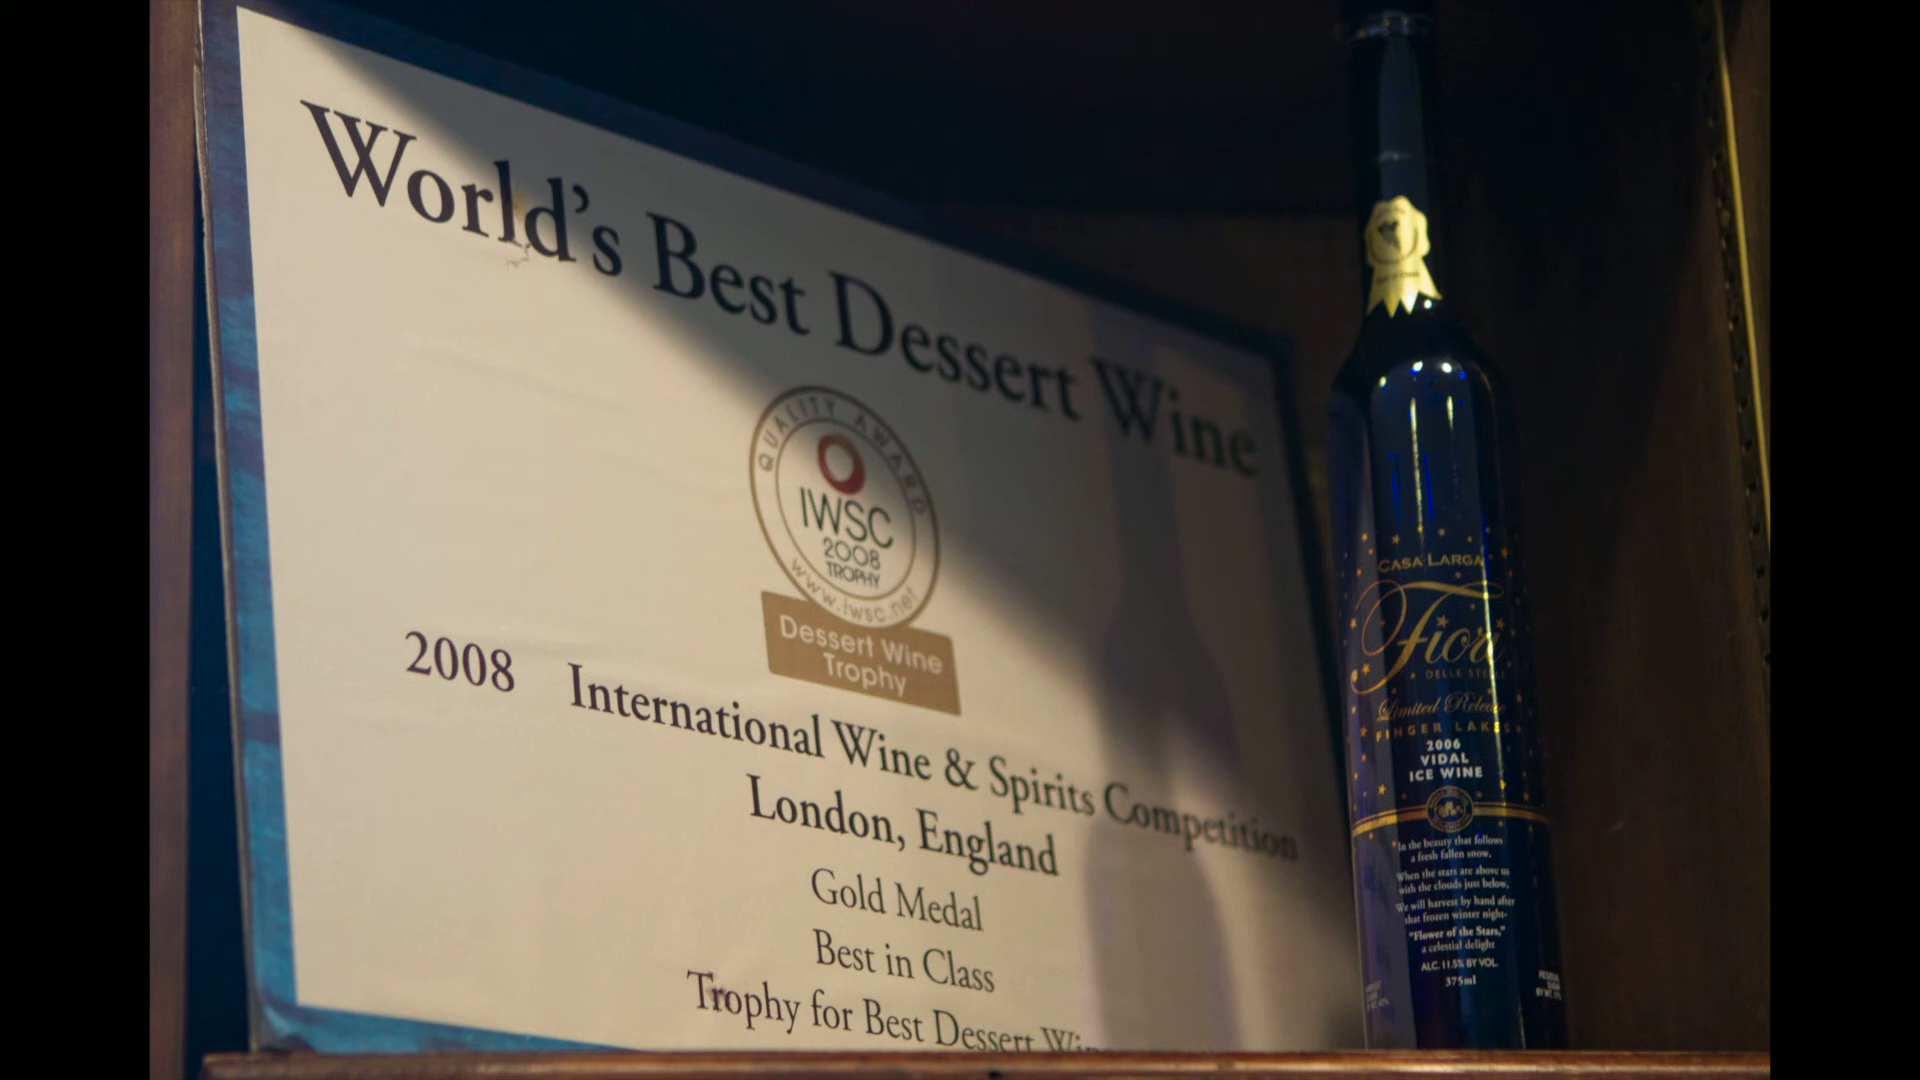 World's Best Dessert Wine
QUALITY AWARD
IWSC
2008
TROPHY
www.iwsc.net
Dessert Wine
Trophy
2008 International Wine & Spirits Competition
London, England
Gold Medal
Best in Class
Trophy for Best Dessert Wine
CASA LARGA
Fiori
DELLE STELLE
Limited Release
FINGER LAKES
2006
VIDAL
ICE WINE
"In the beauty that follows
a fresh fallen snow,
When the stars are above us
with the clouds just below,
We will harvest by hand after
that frozen winter night-
"Flower of the Stars,"
a celestial delight
ALC. 11.5% BY VOL.
375ml